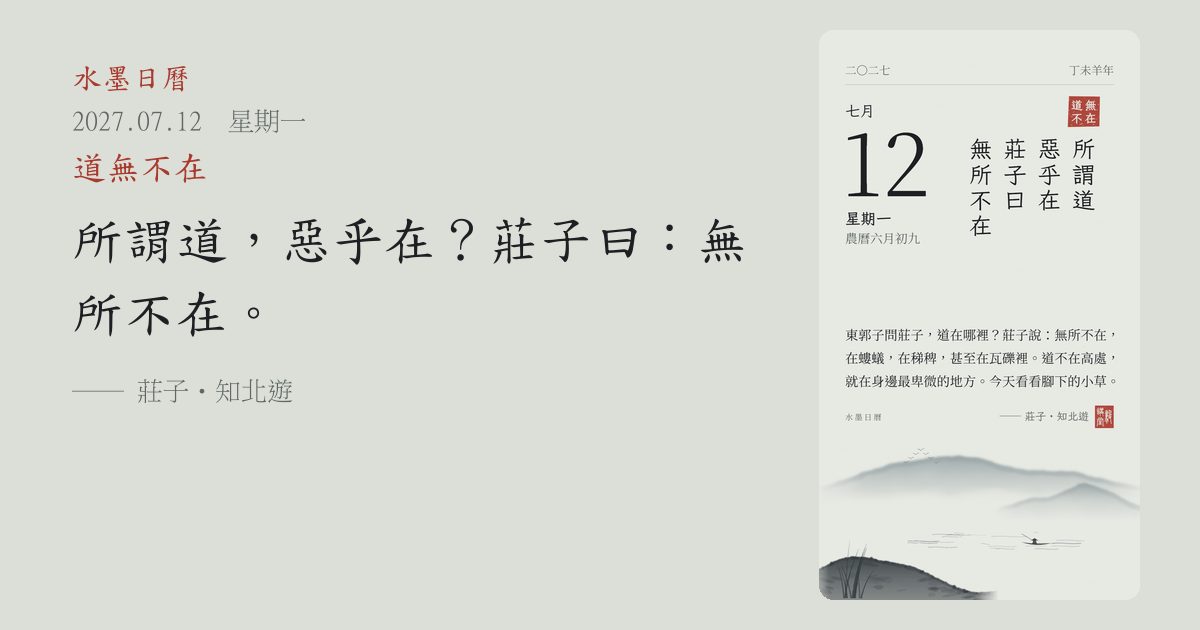 水墨日曆
2027.07.12　星期一
道無不在
所謂道，惡乎在？莊子曰：無
所不在。
—— 莊子・知北遊
二〇二七
丁未羊年
七月
12
星期一
農曆六月初九
無在
道不
所謂道
惡乎在
莊子曰
無所不在
東郭子問莊子，道在哪裡？莊子說：無所不在，
在螻蟻，在稊稗，甚至在瓦礫裡。道不在高處，
就在身邊最卑微的地方。今天看看腳下的小草。
水墨日曆
—— 莊子・知北遊